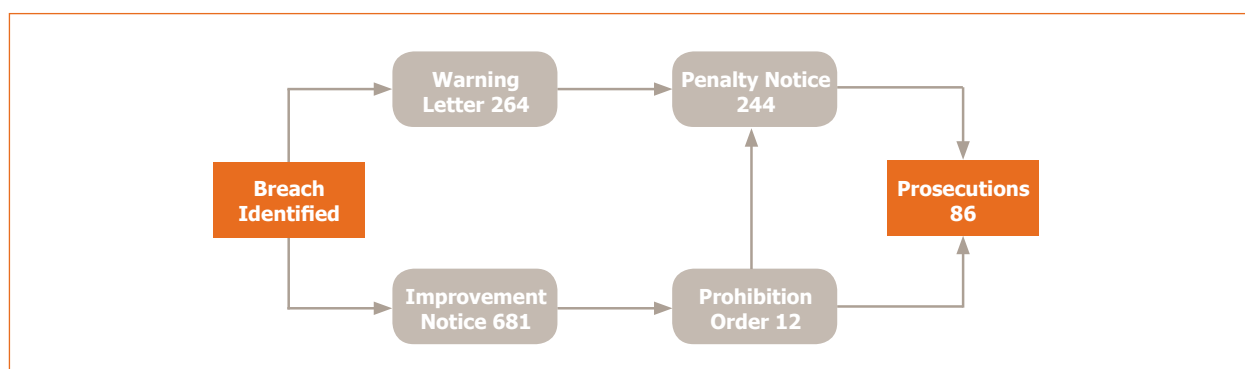 Warning
Letter 264
Penalty Notice
244
Breach
Identified
Prosecutions
86
Improvement
Notice 681
Prohibition
Order 12